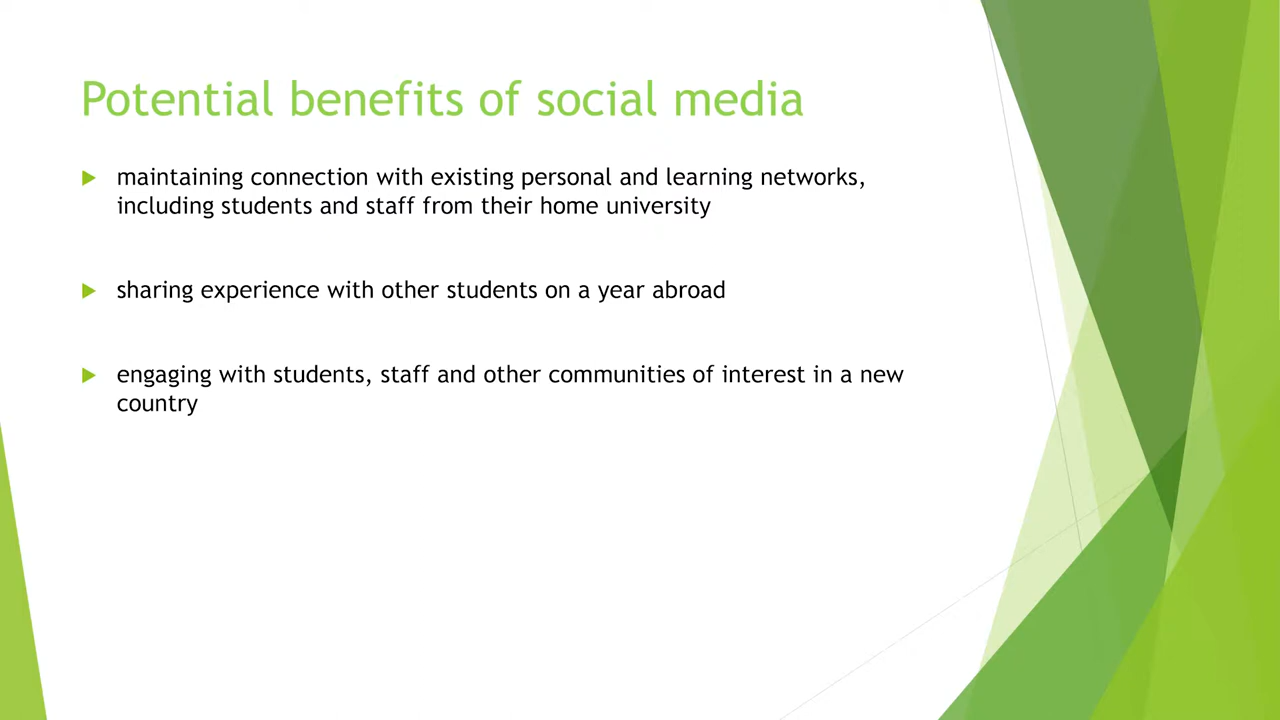 Potential benefits of social media
maintaining connection with existing personal and learning networks,
including students and staff from their home university
sharing experience with other students on a year abroad
engaging with students, staff and other communities of interest in a new
country